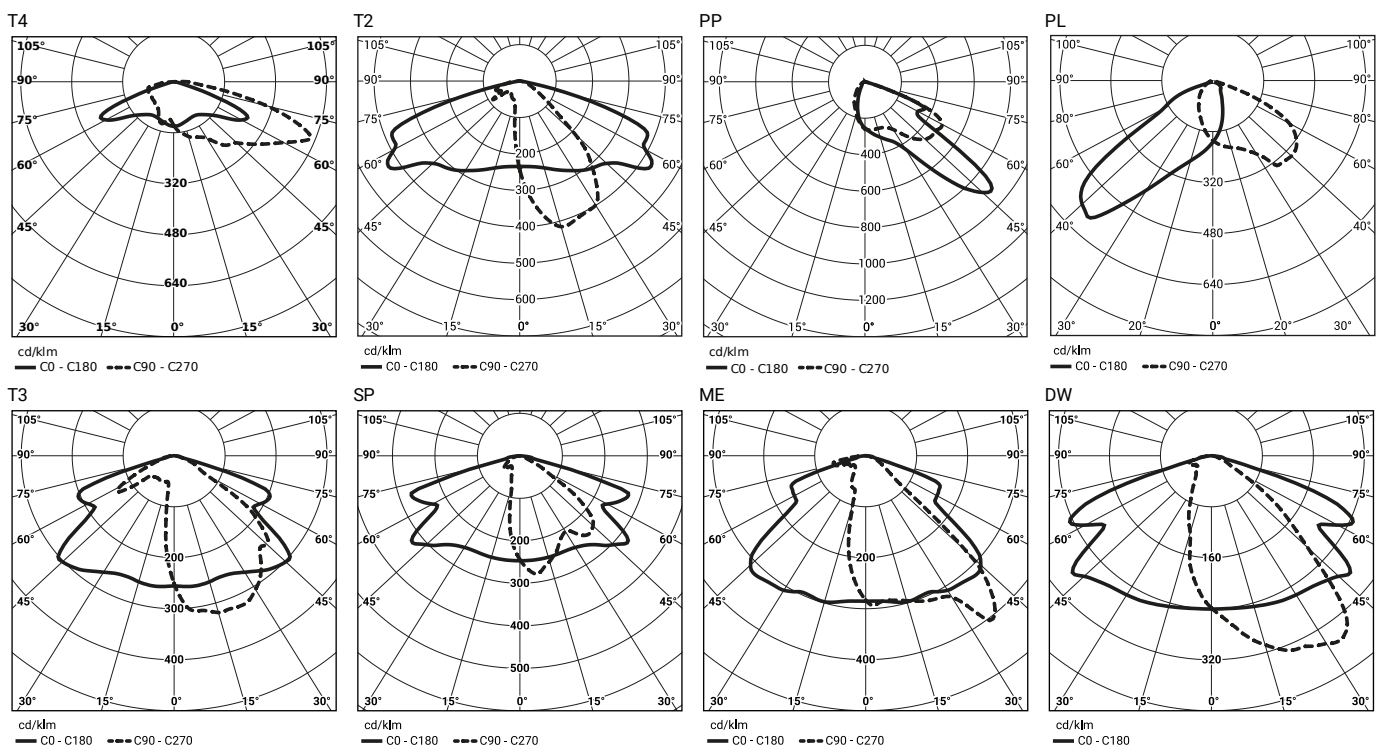 T4
105° 105°
90° 90°
75° 75°
60° 60°
320
45° 480 45°
640
30° 15° 0° 15° 30°
cd/klm
C0 - C180 C90 - C270
T2
105° 105°
90° 90°
75° 75°
200
60° 60°
300
45° 400 45°
500
600
30° 15° 0° 15° 30°
cd/klm
C0 - C180 C90 - C270
PP
105° 105°
90° 90°
75° 75°
400
60° 60°
600
45° 800 45°
1000
1200
30° 15° 0° 15° 30°
cd/klm
C0 - C180 C90 - C270
PL
100° 100°
90° 90°
80° 80°
60° 60°
320
40° 480 40°
640
30° 20° 0° 20° 30°
cd/klm
C0 - C180 C90 - C270
T3
105° 105°
90° 90°
75° 75°
60° 200 60°
45° 300 45°
400
30° 15° 0° 15° 30°
cd/klm
C0 - C180 C90 - C270
SP
105° 105°
90° 90°
75° 75°
60° 200 60°
300
45° 45°
400
500
30° 15° 0° 15° 30°
cd/klm
C0 - C180 C90 - C270
ME
105° 105°
90° 90°
75° 75°
60° 200 60°
45° 45°
400
30° 15° 0° 15° 30°
cd/klm
C0 - C180 C90 - C270
DW
105° 105°
90° 90°
75° 75°
60° 160 60°
45° 45°
320
30° 15° 0° 15° 30°
cd/klm
C0 - C180